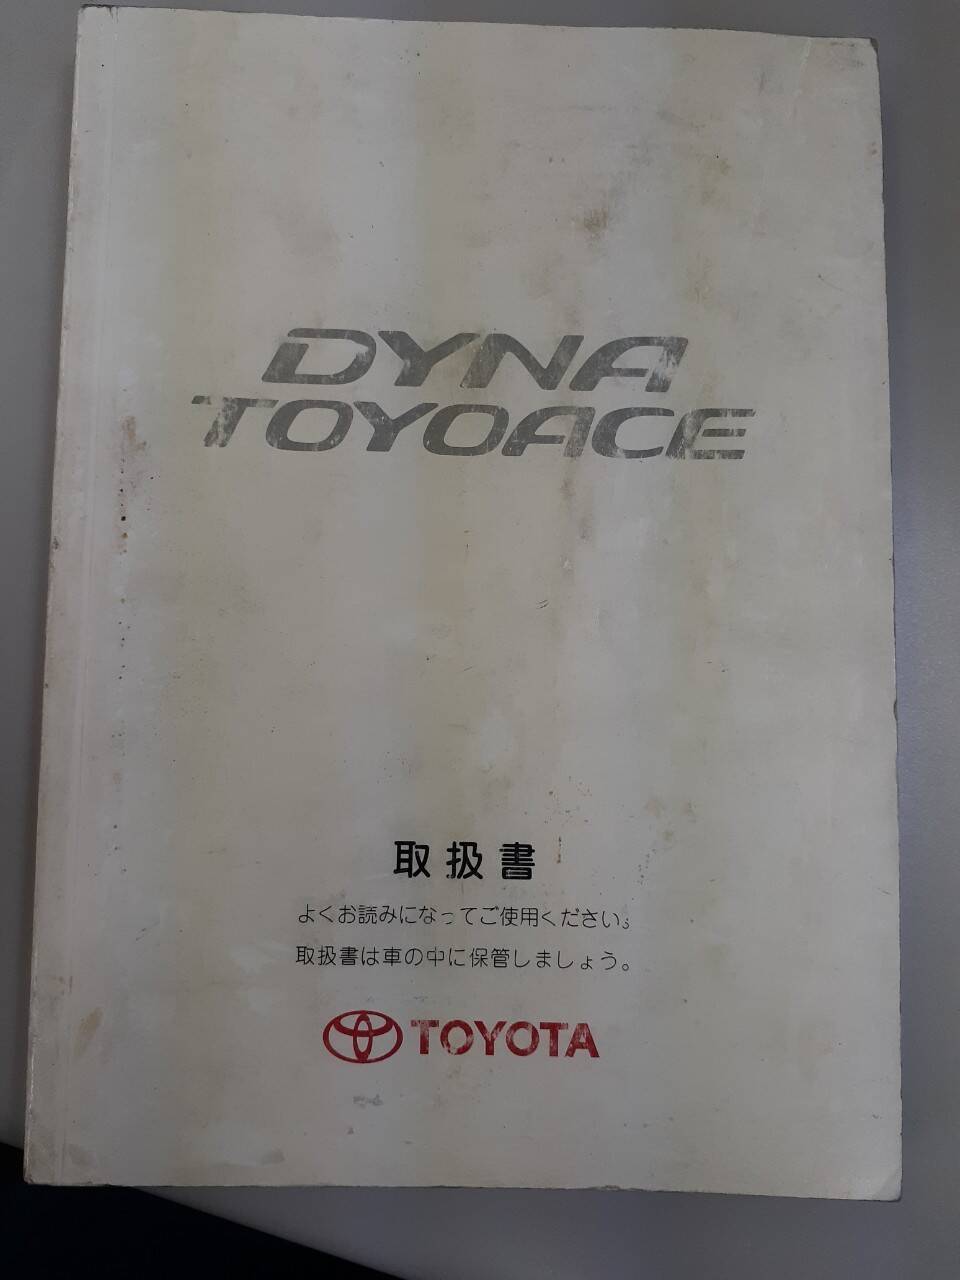 DYNA
TOYOACE
取扱書
よくお読みになってご使用ください。
取扱書は車の中に保管しましょう。
TOYOTA